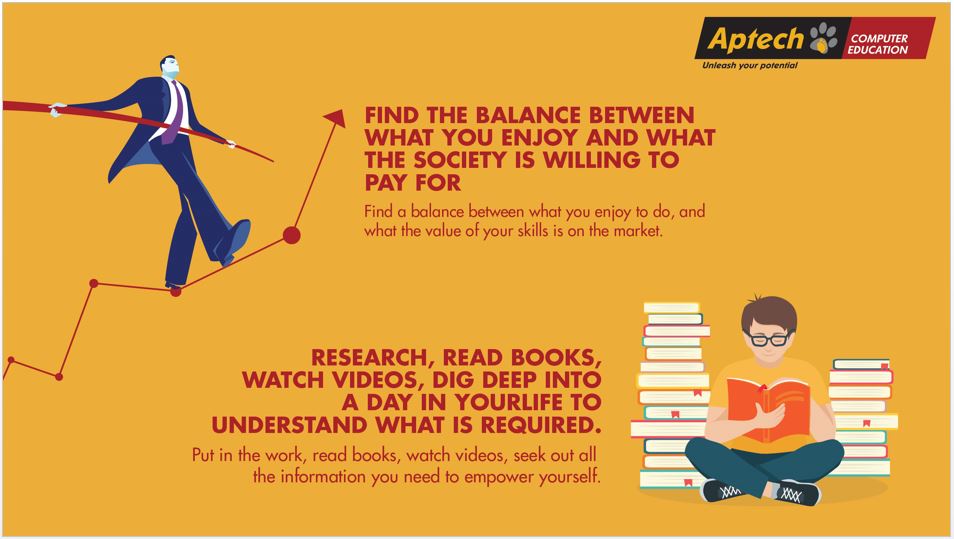 Aptech
COMPUTER
EDUCATION
Unleash your potential
FIND THE BALANCE BETWEEN
WHAT YOU ENJOY AND WHAT
THE SOCIETY IS WILLING TO
PAY FOR
Find a balance between what you enjoy to do, and
what the value of your skills is on the market.
RESEARCH, READ BOOKS,
WATCH VIDEOS, DIG DEEP INTO
A DAY IN YOURLIFE TO
UNDERSTAND WHAT IS REQUIRED.
Put in the work, read books, watch videos, seek out all
the information you need to empower yourself.